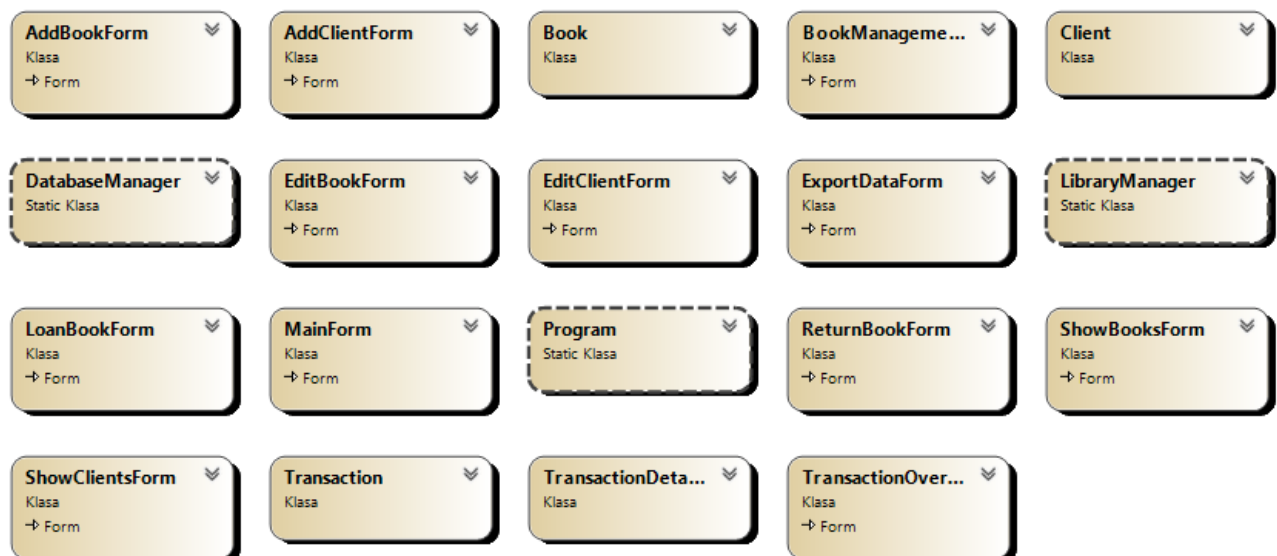 AddBookForm
Klasa
Form
AddClientForm
Klasa
Form
Book
Klasa
BookManageme...
Klasa
Form
Client
Klasa
DatabaseManager
Static Klasa
EditBookForm
Klasa
Form
EditClientForm
Klasa
Form
ExportDataForm
Klasa
Form
LibraryManager
Static Klasa
LoanBookForm
Klasa
Form
MainForm
Klasa
Form
Program
Static Klasa
ReturnBookForm
Klasa
Form
ShowBooksForm
Klasa
Form
ShowClientsForm
Klasa
Form
Transaction
Klasa
TransactionDeta...
Klasa
TransactionOver...
Klasa
Form